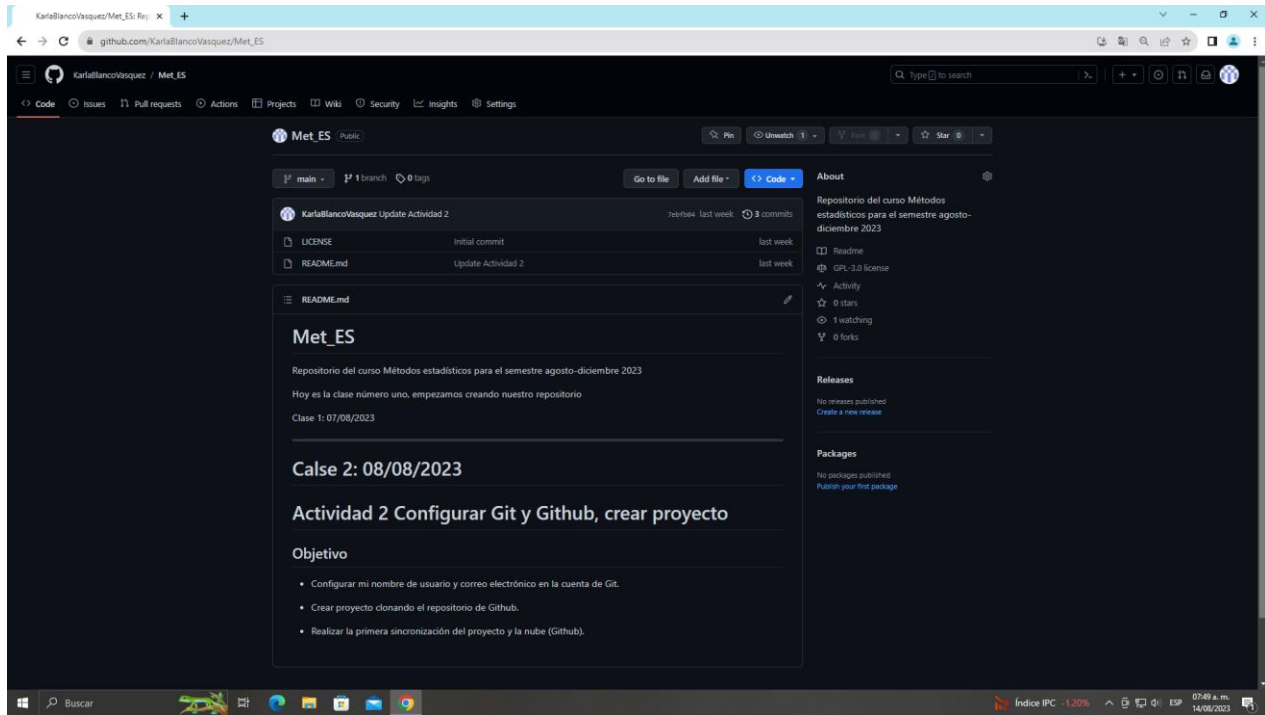 KarlaBlancoVasquez/Met_ES: Rep
github.com/KarlaBlancoVasquez/Met_ES
KarlaBlancoVasquez / Met_ES
Type / to search
Code Issues Pull requests Actions Projects Wiki Security Insights Settings
Met_ES Public
Pin Unwatch 1 Fork 0 Star 0
main 1 branch 0 tags Go to file Add file Code
KarlaBlancoVasquez Update Actividad 2 last week 3 commits
LICENSE Initial commit last week
README.md Update Actividad 2 last week
README.md
Met_ES
Repositorio del curso Métodos estadísticos para el semestre agosto-diciembre 2023
Hoy es la clase número uno, empezamos creando nuestro repositorio
Clase 1: 07/08/2023
Calse 2: 08/08/2023
Actividad 2 Configurar Git y Github, crear proyecto
Objetivo
• Configurar mi nombre de usuario y correo electrónico en la cuenta de Git.
• Crear proyecto clonando el repositorio de Github.
• Realizar la primera sincronización del proyecto y la nube (Github).
About
Repositorio del curso Métodos
estadísticos para el semestre agosto-
diciembre 2023
Readme
GPL-3.0 license
Activity
0 stars
1 watching
0 forks
Releases
No releases published
Create a new release
Packages
No packages published
Publish your first package
Buscar
Índice IPC -1.20% ESP
07:49 a. m.
14/08/2023